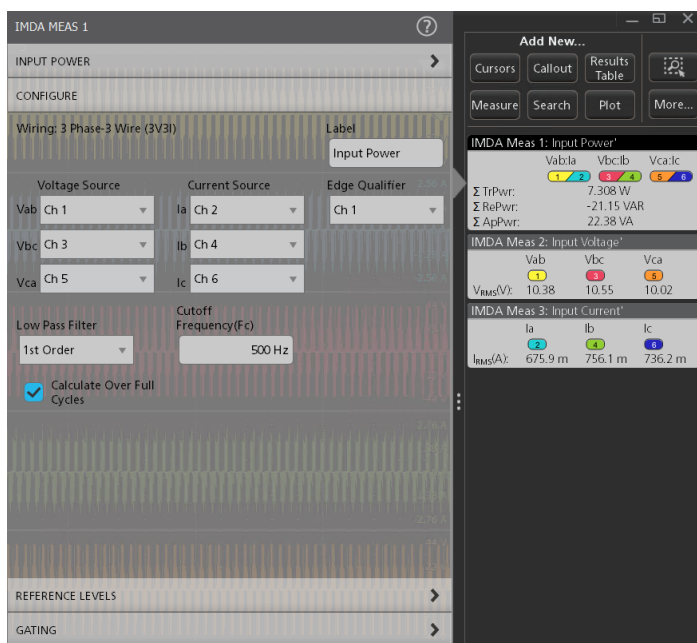 IMDA MEAS 1
?
INPUT POWER
CONFIGURE
Wiring: 3 Phase-3 Wire (3V3I)
Label
Input Power
Voltage Source Current Source Edge Qualifier
Vab Ch 1 Ia Ch 2 Ch 1
Vbc Ch 3 Ib Ch 4
Vca Ch 5 Ic Ch 6
Low Pass Filter
Cutoff
Frequency(Fc)
1st Order 500 Hz
Calculate Over Full
Cycles
REFERENCE LEVELS
GATING
Add New...
Cursors Callout Results
Table
Measure Search Plot More...
IMDA Meas 1: Input Power'
Vab:Ia Vbc:Ib Vca:Ic
1 2 3 4 5 6
Σ TrPwr: 7.308 W
Σ RePwr: -21.15 VAR
Σ ApPwr: 22.38 VA
IMDA Meas 2: Input Voltage'
Vab Vbc Vca
1 3 5
VRMS(V): 10.38 10.55 10.02
IMDA Meas 3: Input Current'
Ia Ib Ic
2 4 6
IRMS(A): 675.9 m 756.1 m 736.2 m